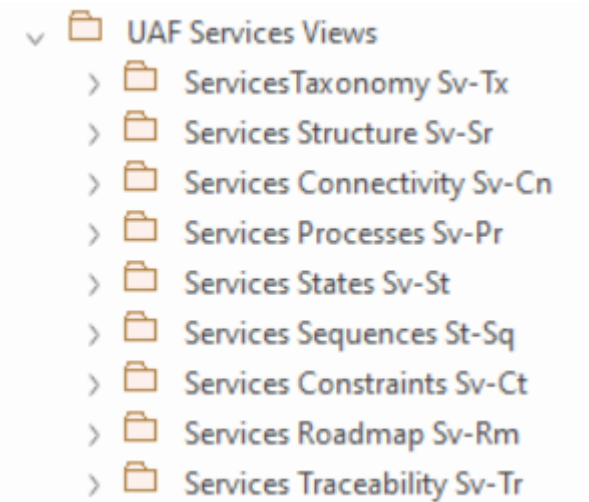 UAF Services Views
ServicesTaxonomy Sv-Tx
Services Structure Sv-Sr
Services Connectivity Sv-Cn
Services Processes Sv-Pr
Services States Sv-St
Services Sequences St-Sq
Services Constraints Sv-Ct
Services Roadmap Sv-Rm
Services Traceability Sv-Tr